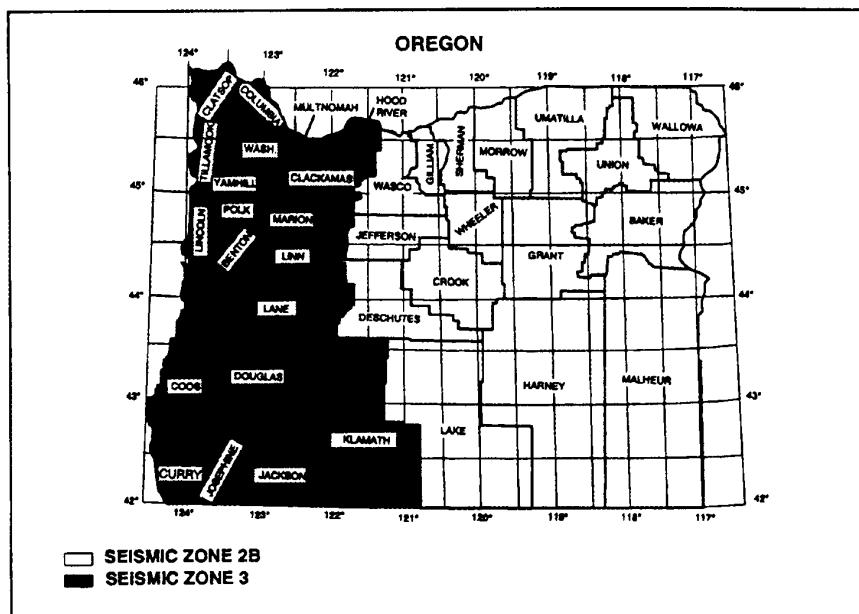 OREGON
124° 123° 122° 121° 120° 119° 118° 117°
46° 46°
CLATSOP
COLUMBIA
MULTNOMAH
HOOD
RIVER
TILLAMOOK
WASH.
GILLIAM
SHERMAN
MORROW
UMATILLA
WALLOWA
UNION
CLACKAMAS
WASCO
45° 45°
YAMHILL
LINCOLN
POLK
MARION
JEFFERSON
WHEELER
BAKER
BENTON
LINN
GRANT
CROOK
44° 44°
LANE
DESCHUTES
COOS
DOUGLAS
HARNEY
MALHEUR
43° 43°
KLAMATH
LAKE
CURRY
JOSEPHINE
JACKSON
42° 42°
124° 123° 122° 121° 120° 119° 118° 117°
SEISMIC ZONE 2B
SEISMIC ZONE 3